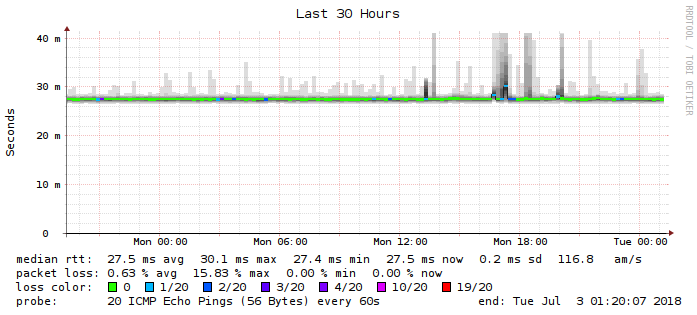 Last 30 Hours
RRDTOOL / TOBI OETIKER
Seconds
40 m
30 m
20 m
10 m
0
Mon 00:00 Mon 06:00 Mon 12:00 Mon 18:00 Tue 00:00
median rtt: 27.5 ms avg 30.1 ms max 27.4 ms min 27.5 ms now 0.2 ms sd 116.8 am/s
packet loss: 0.63 % avg 15.83 % max 0.00 % min 0.00 % now
loss color: 0 1/20 2/20 3/20 4/20 10/20 19/20
probe: 20 ICMP Echo Pings (56 Bytes) every 60s end: Tue Jul 3 01:20:07 2018